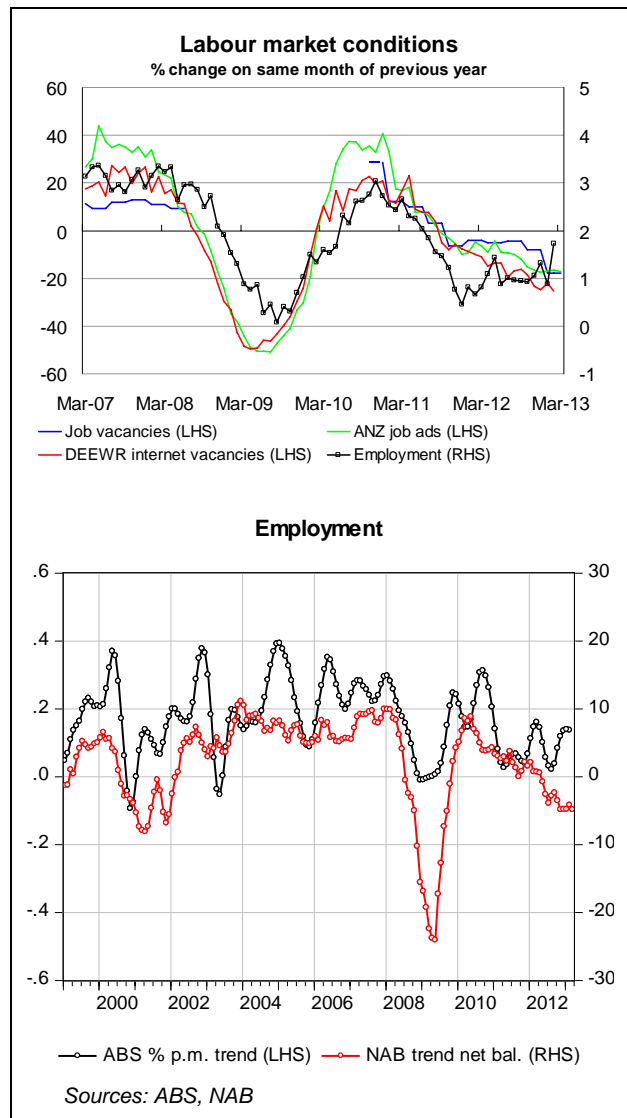 Labour market conditions
% change on same month of previous year
60 5
40 4
20 3
0 2
-20 1
-40 0
-60 -1
Mar-07 Mar-08 Mar-09 Mar-10 Mar-11 Mar-12 Mar-13
Job vacancies (LHS) ANZ job ads (LHS)
DEEWR internet vacancies (LHS) Employment (RHS)
Employment
.6 30
.4 20
.2 10
.0 0
-.2 -10
-.4 -20
-.6 -30
2000 2002 2004 2006 2008 2010 2012
ABS % p.m. trend (LHS) NAB trend net bal. (RHS)
Sources: ABS, NAB